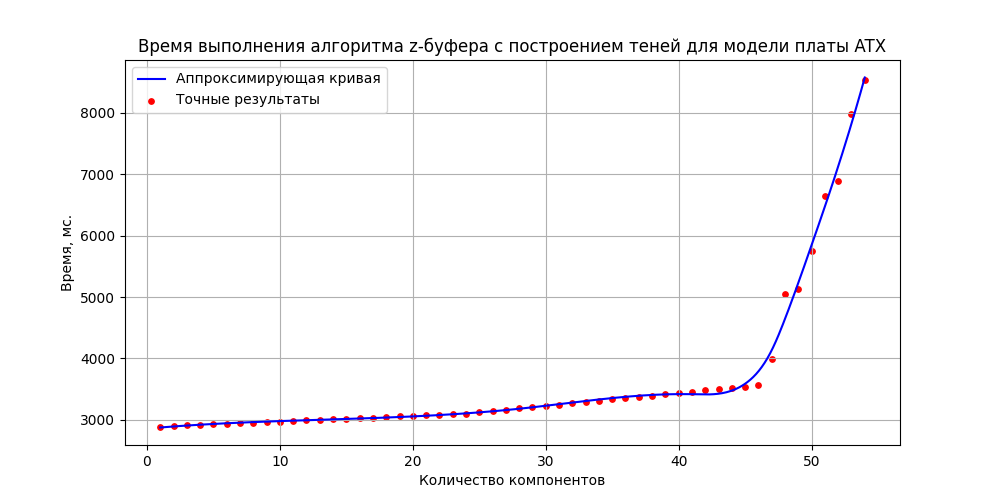 Время выполнения алгоритма z-буфера с построением теней для модели платы ATX
Аппроксимирующая кривая
Точные результаты
8000
7000
6000
5000
4000
3000
Время, мс.
0 10 20 30 40 50
Количество компонентов